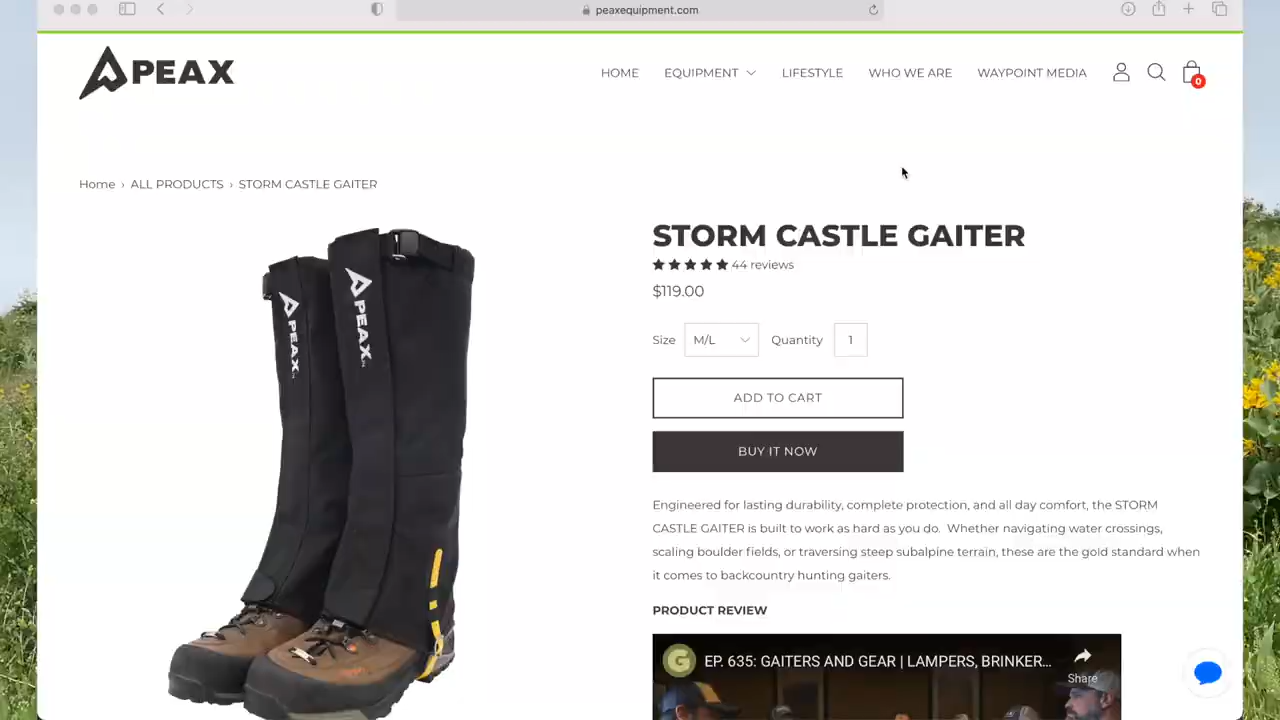 peaxequipment.com
PEAX
HOME EQUIPMENT LIFESTYLE WHO WE ARE WAYPOINT MEDIA
0
Home › ALL PRODUCTS › STORM CASTLE GAITER
STORM CASTLE GAITER
44 reviews
$119.00
Size M/L Quantity 1
ADD TO CART
BUY IT NOW
Engineered for lasting durability, complete protection, and all day comfort, the STORM
CASTLE GAITER is built to work as hard as you do. Whether navigating water crossings,
scaling boulder fields, or traversing steep subalpine terrain, these are the gold standard when
it comes to backcountry hunting gaiters.
PRODUCT REVIEW
G EP. 635: GAITERS AND GEAR | LAMPERS, BRINKER...
Share
PEAX
PEAX